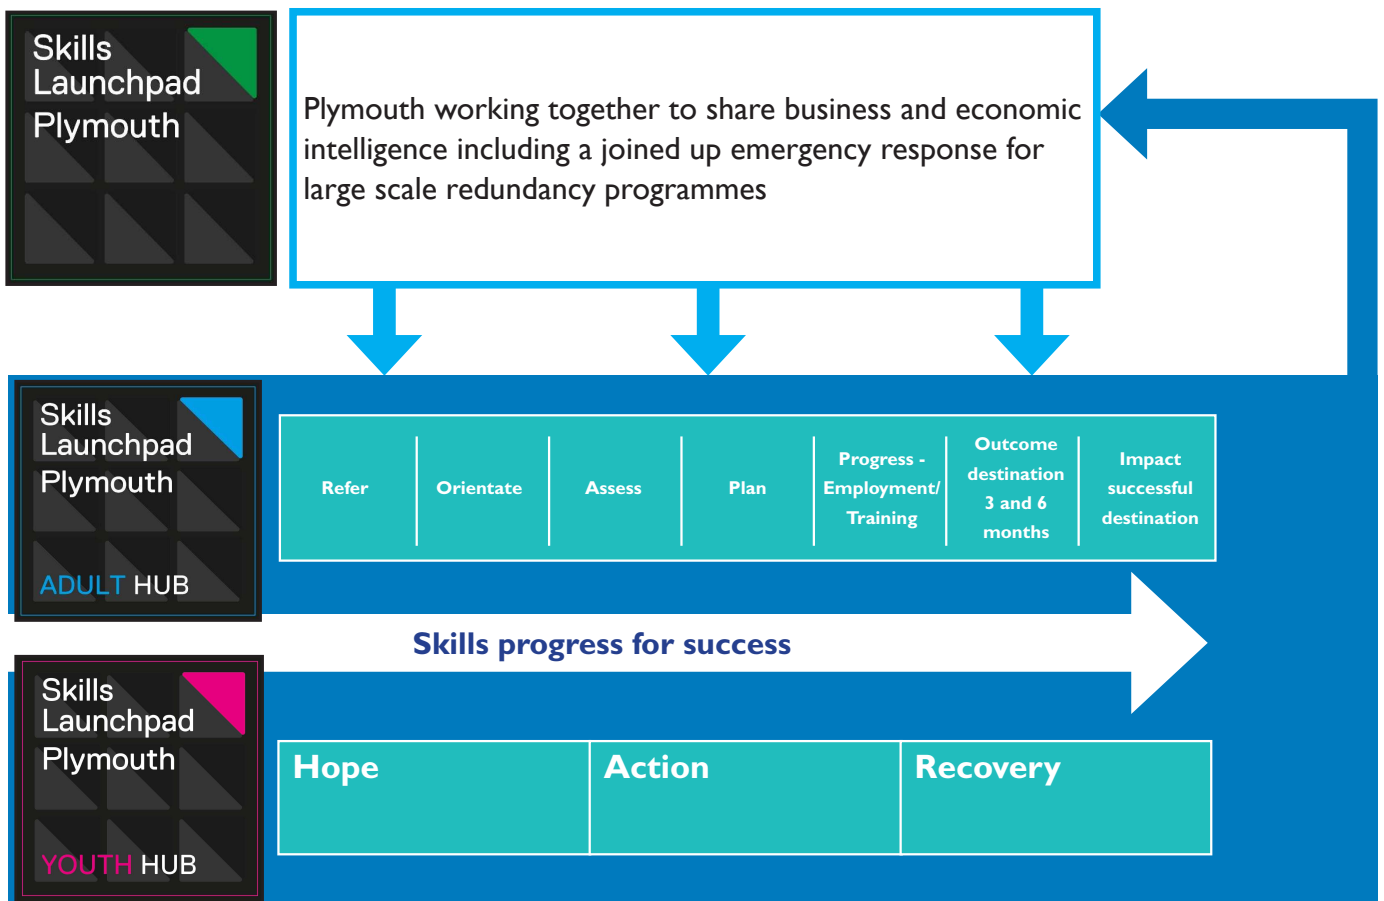 Skills
Launchpad
Plymouth
Plymouth working together to share business and economic
intelligence including a joined up emergency response for
large scale redundancy programmes
Skills
Launchpad
Plymouth
ADULT HUB
Refer
Orientate
Assess
Plan
Progress -
Employment/
Training
Outcome
destination
3 and 6
months
Impact
successful
destination
Skills progress for success
Skills
Launchpad
Plymouth
YOUTH HUB
Hope
Action
Recovery